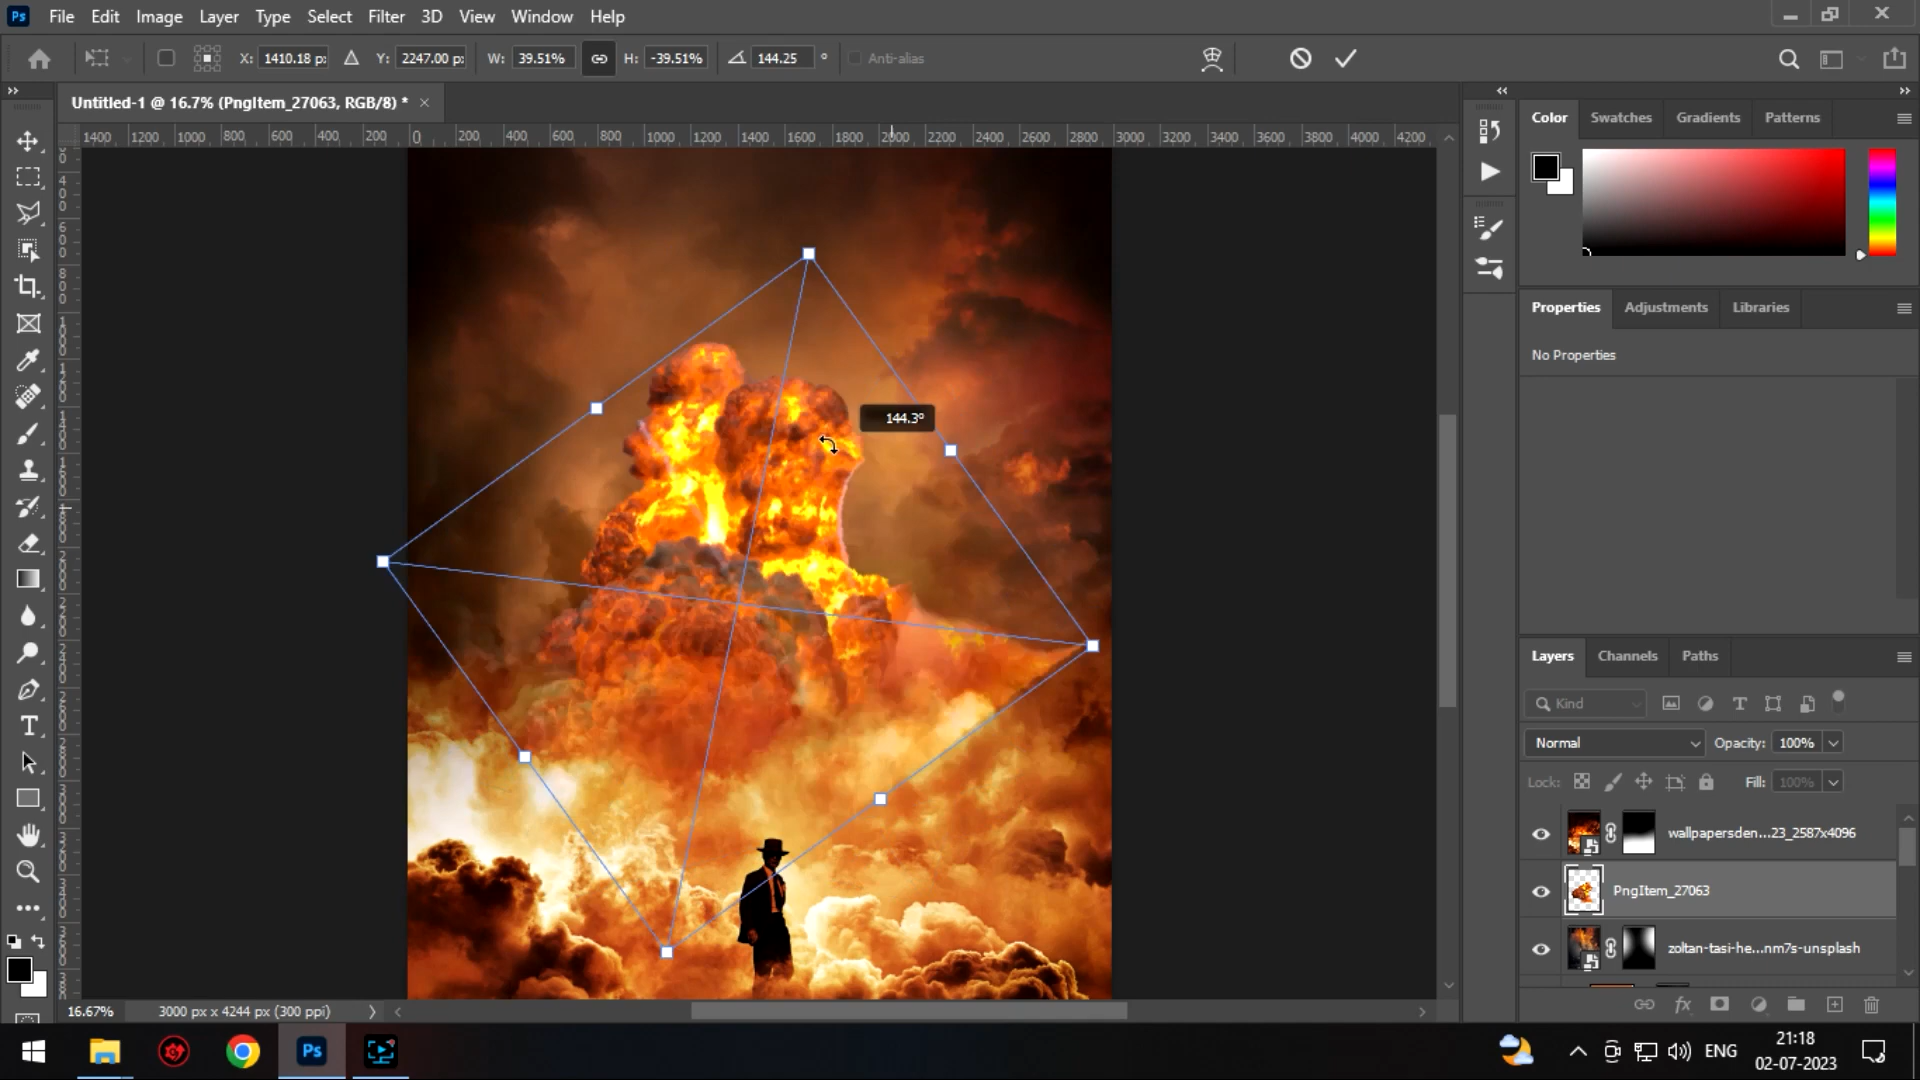 Ps File Edit Image Layer Type Select Filter 3D View Window Help
X: 1410.18 p: Y: 2247.00 p: W: 39.51% H: -39.51% 144.25 ° Anti-alias
Untitled-1 @ 16.7% (PngItem_27063, RGB/8) *
1400 1200 1000 800 600 400 200 0 200 400 600 800 1000 1200 1400 1600 1800 2000 2200 2400 2600 2800 3000 3200 3400 3600 3800 4000 4200
Color Swatches Gradients Patterns
Properties Adjustments Libraries
No Properties
144.3°
Layers Channels Paths
Kind
Normal Opacity: 100%
Lock: Fill: 100%
wallpapersden...23_2587x4096
PngItem_27063
zoltan-tasi-he...nm7s-unsplash
16.67% 3000 px x 4244 px (300 ppi)
fx
Ps ENG
21:18
02-07-2023